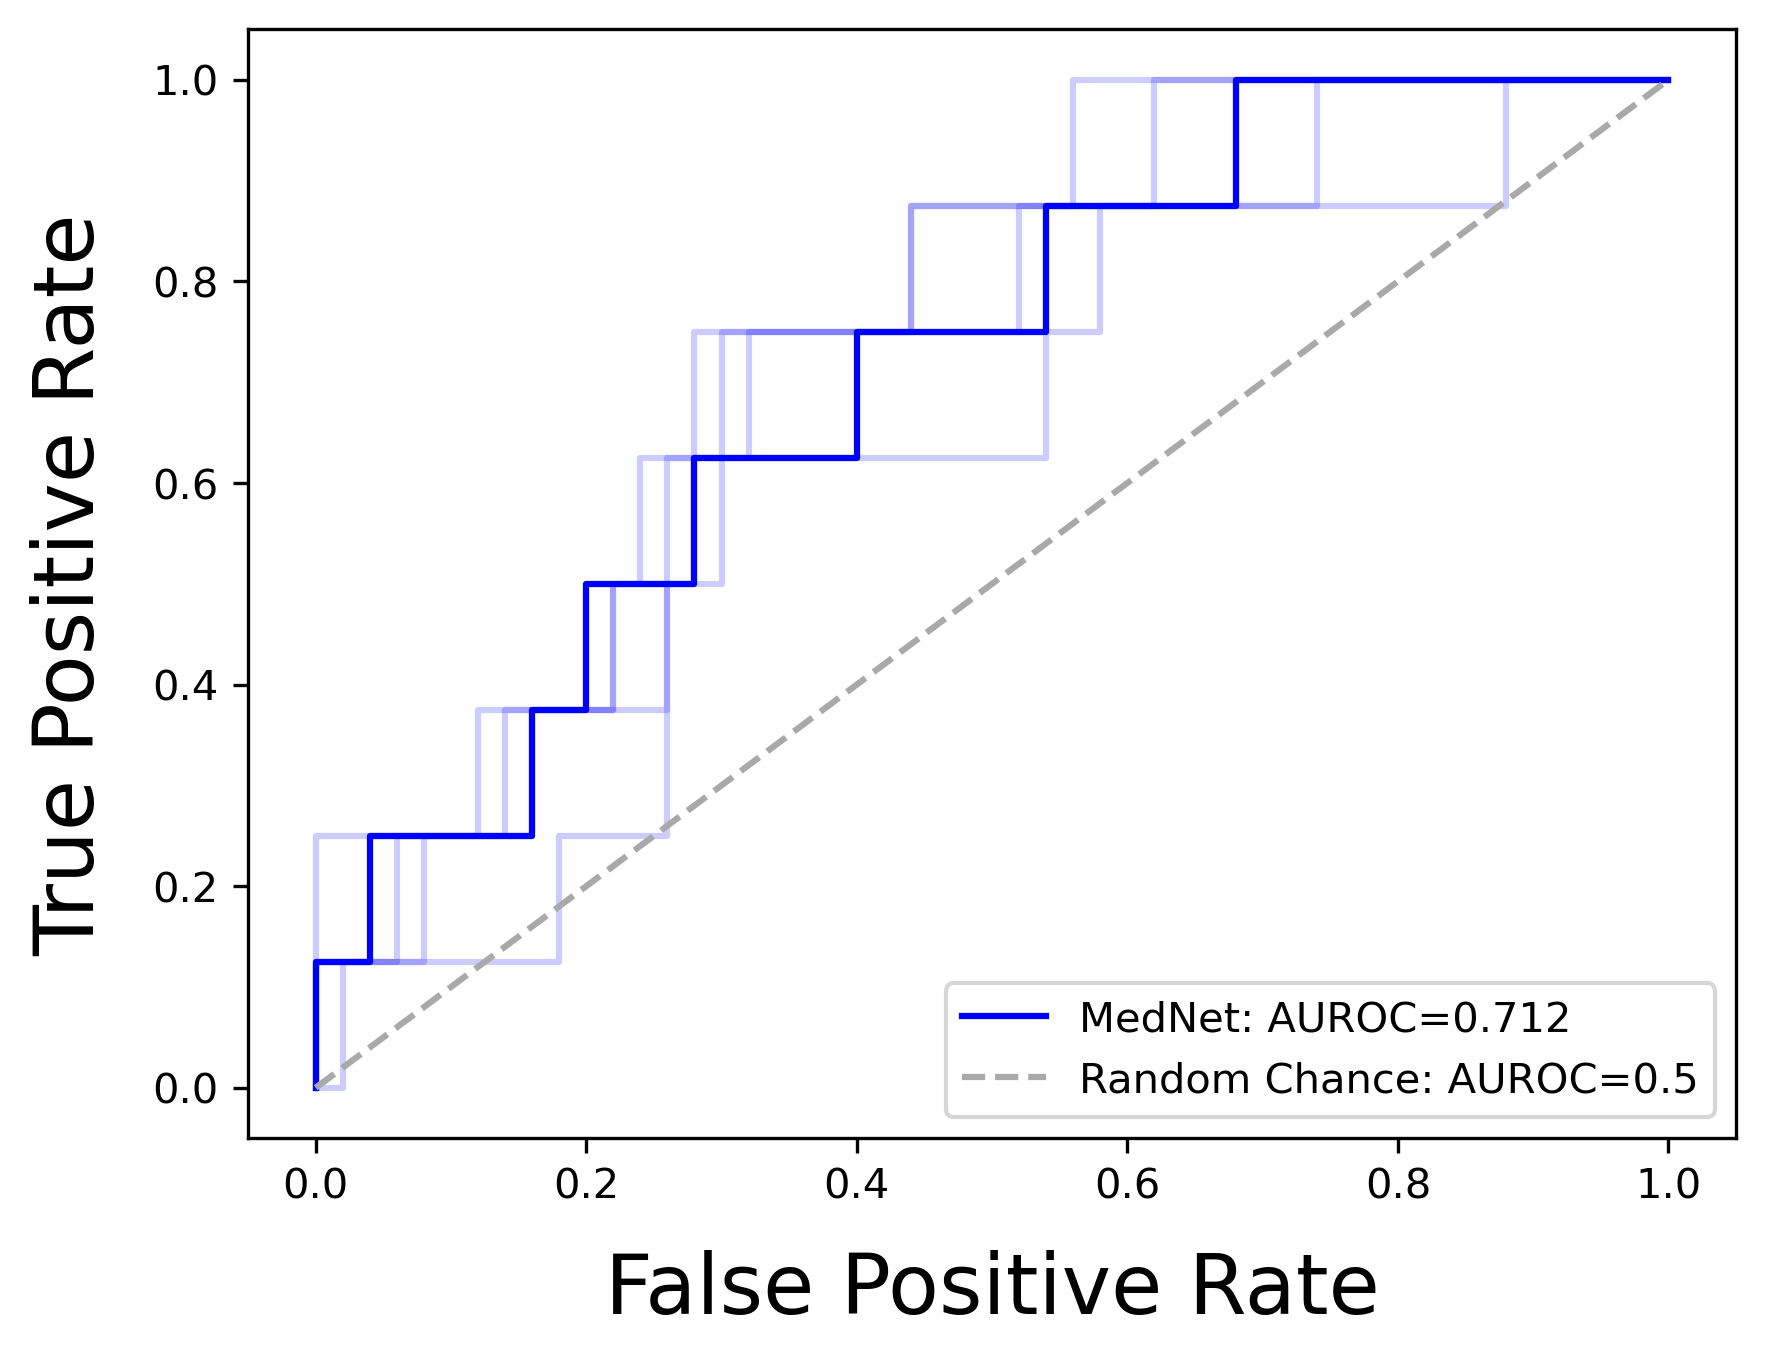 True Positive Rate
1.0
0.8
0.6
0.4
0.2
0.0
MedNet: AUROC=0.712
Random Chance: AUROC=0.5
0.0 0.2 0.4 0.6 0.8 1.0
False Positive Rate